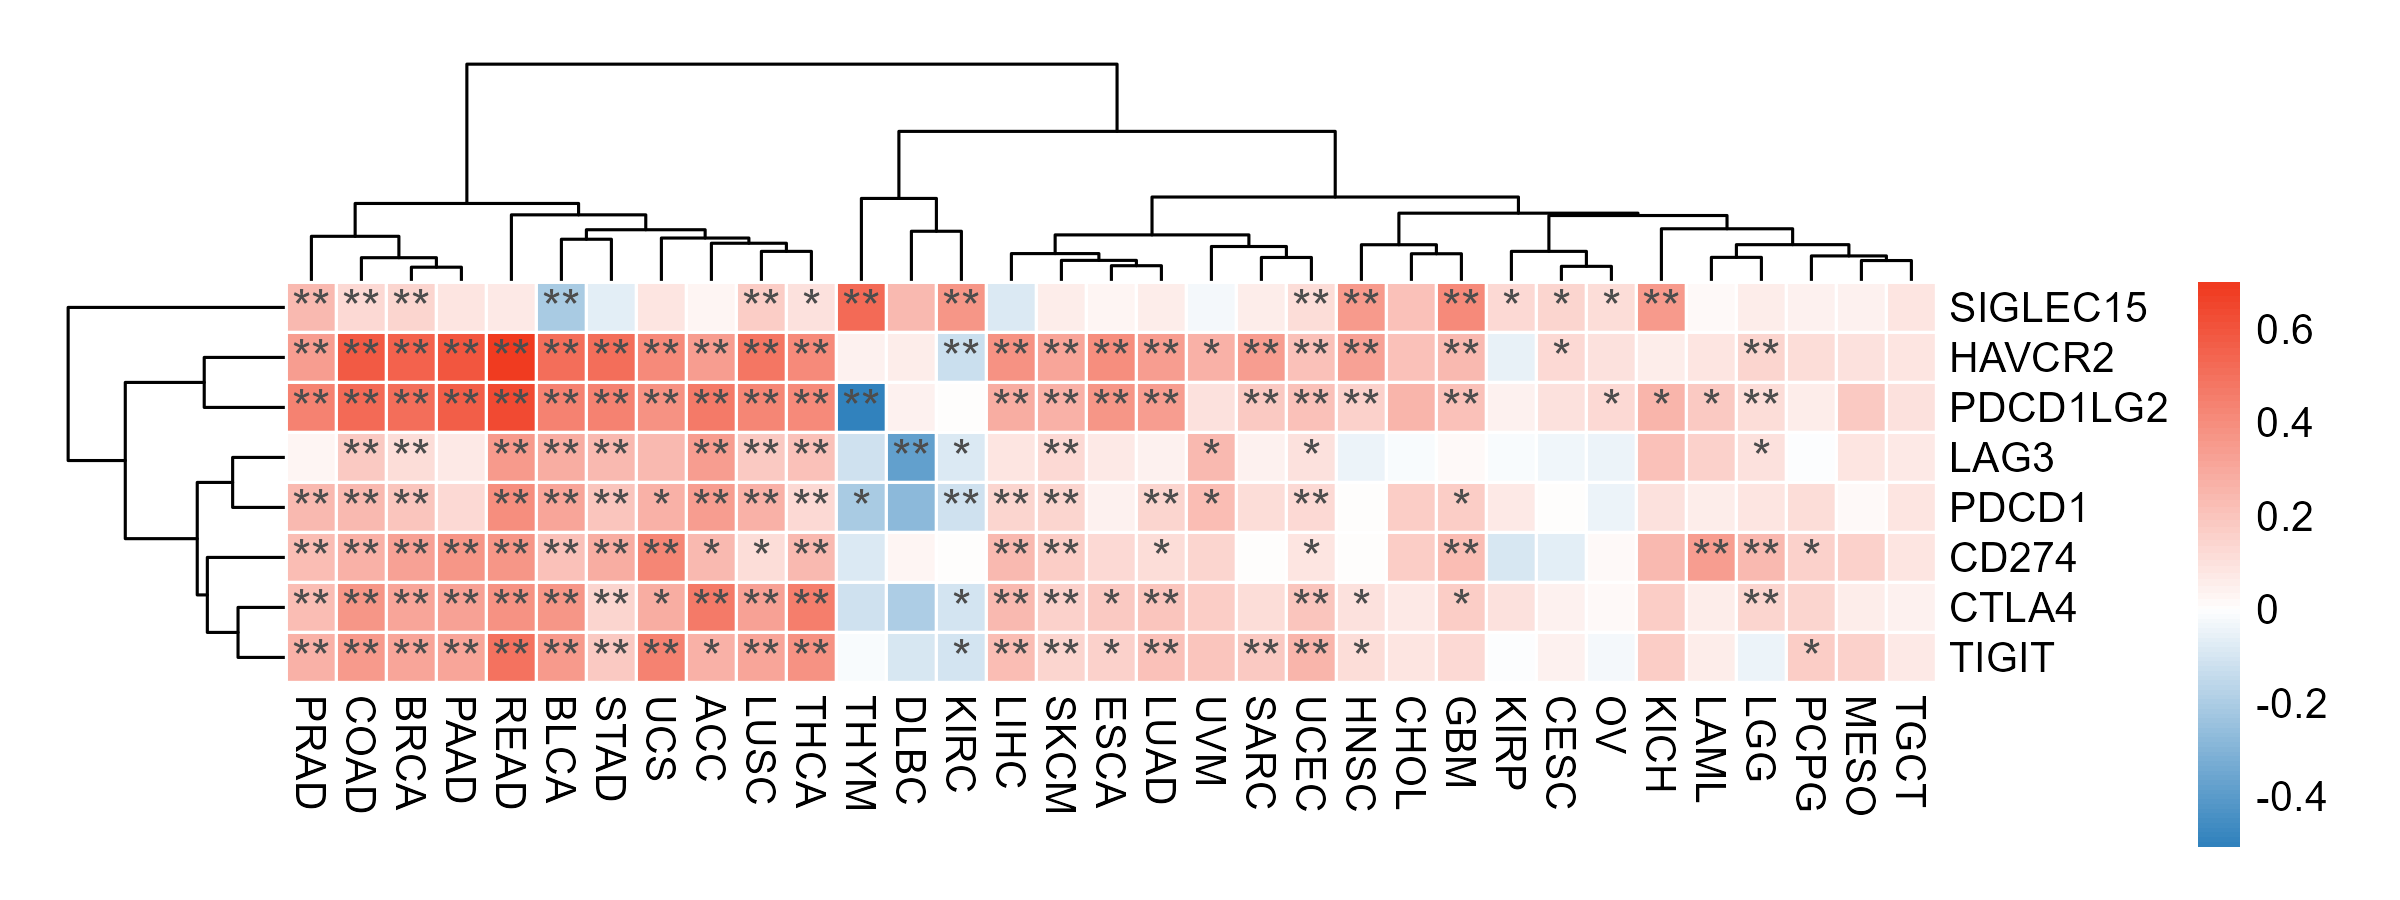 ** ** ** ** ** * ** ** ** ** ** * * * ** SIGLEC15
** ** ** ** ** ** ** ** ** ** ** ** ** ** ** ** * ** ** ** ** * ** HAVCR2
** ** ** ** ** ** ** ** ** ** ** ** ** ** ** ** ** ** ** ** * * * ** PDCD1LG2
** ** ** ** ** ** ** ** ** * ** * * * LAG3
** ** ** ** ** ** * ** ** ** * ** ** ** ** * ** * PDCD1
** ** ** ** ** ** ** ** * * ** ** ** * * ** ** ** * CD274
** ** ** ** ** ** ** * ** ** ** * ** ** * ** ** * * ** CTLA4
** ** ** ** ** ** ** ** * ** ** * ** ** * ** ** ** * * TIGIT
PRAD
COAD
BRCA
PAAD
READ
BLCA
STAD
UCS
ACC
LUSC
THCA
THYM
DLBC
KIRC
LIHC
SKCM
ESCA
LUAD
UVM
SARC
UCEC
HNSC
CHOL
GBM
KIRP
CESC
OV
KICH
LAML
LGG
PCPG
MESO
TGCT
0.6
0.4
0.2
0
-0.2
-0.4